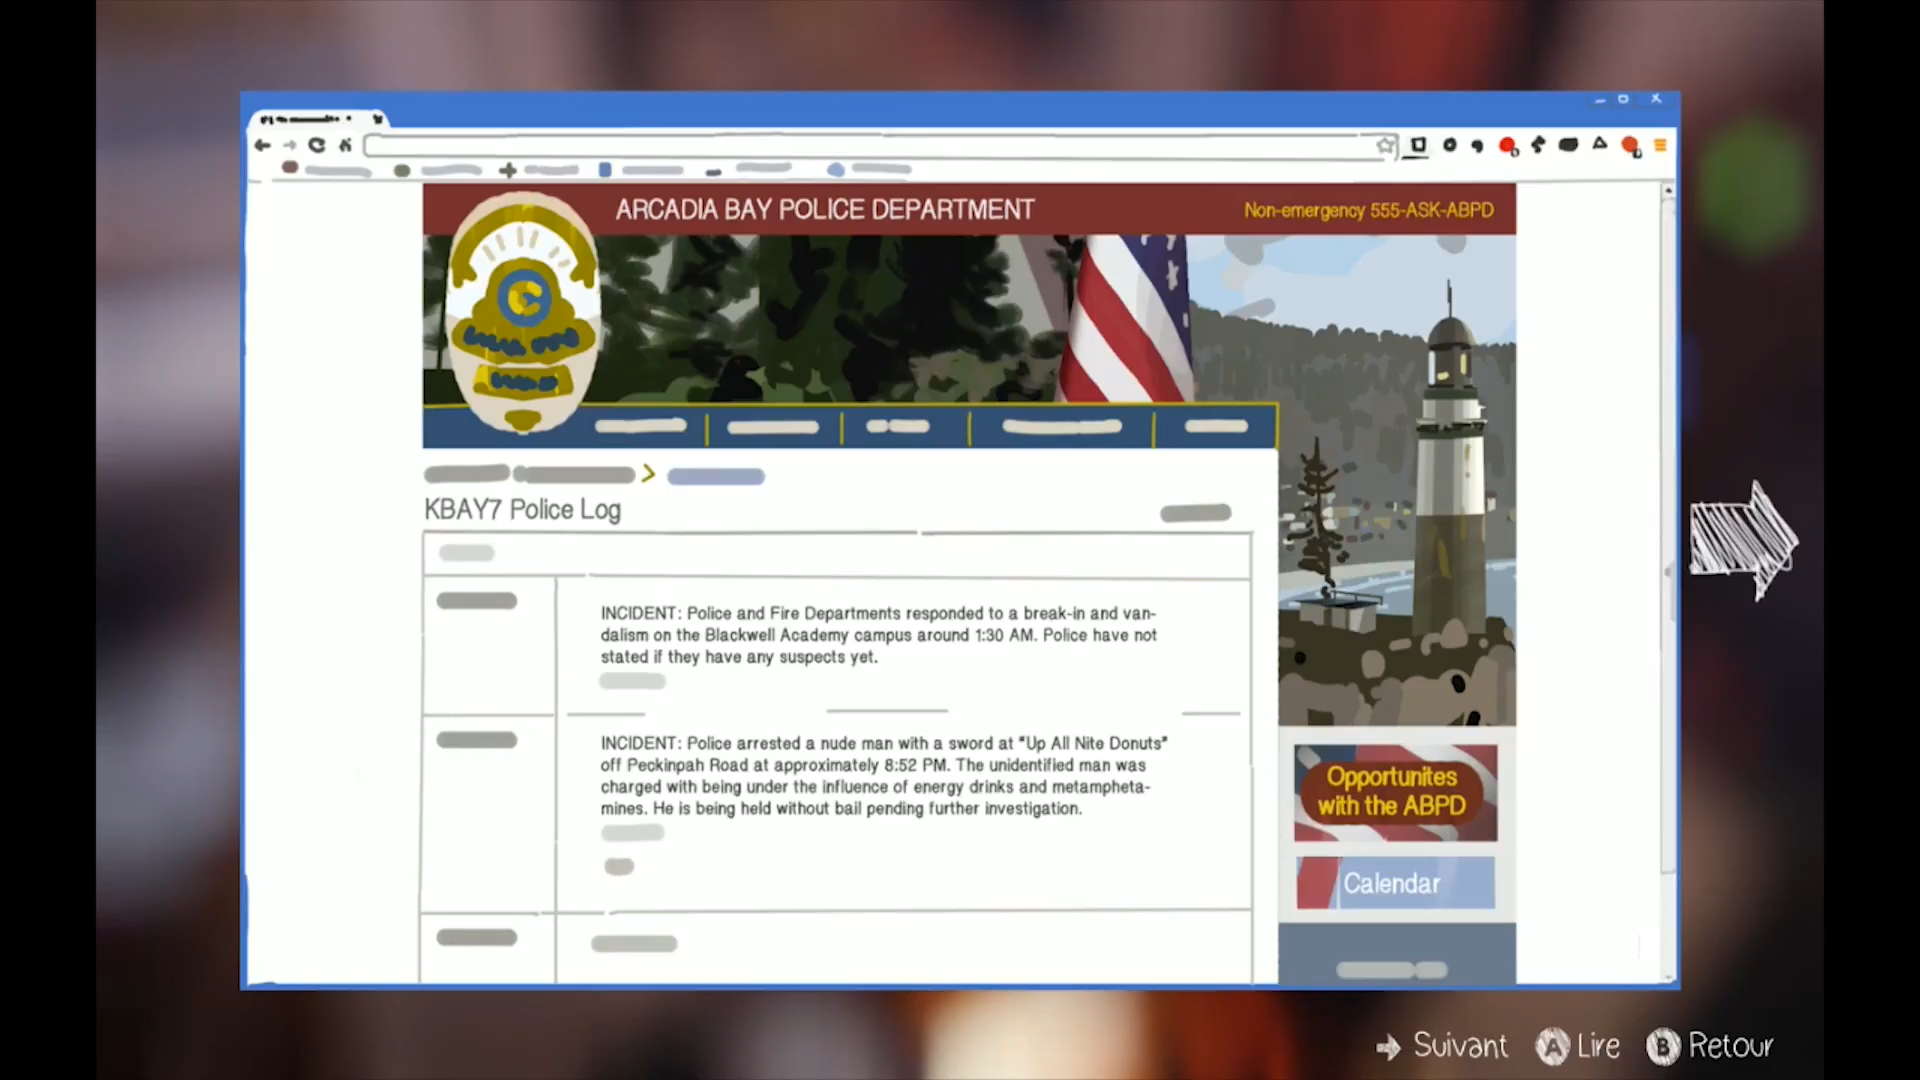 ARCADIA BAY POLICE DEPARTMENT
Non-emergency 555-ASK-ABPD
KBAY7 Police Log
INCIDENT: Police and Fire Departments responded to a break-in and van-
dalism on the Blackwell Academy campus around 1:30 AM. Police have not
stated if they have any suspects yet.
INCIDENT: Police arrested a nude man with a sword at "Up All Nite Donuts"
off Peckinpah Road at approximately 8:52 PM. The unidentified man was
charged with being under the influence of energy drinks and metampheta-
mines. He is being held without bail pending further investigation.
Opportunites
with the ABPD
Calendar
Suivant
A Lire
B Retour